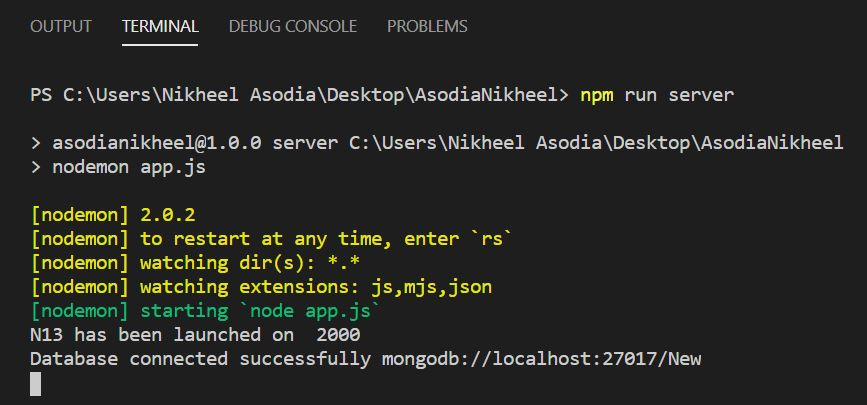 OUTPUT TERMINAL DEBUG CONSOLE PROBLEMS
PS C:\Users\Nikheel Asodia\Desktop\AsodiaNikheel> npm run server
> asodianikheel@1.0.0 server C:\Users\Nikheel Asodia\Desktop\AsodiaNikheel
> nodemon app.js
[nodemon] 2.0.2
[nodemon] to restart at any time, enter `rs`
[nodemon] watching dir(s): *.*
[nodemon] watching extensions: js,mjs,json
[nodemon] starting `node app.js`
N13 has been launched on  2000
Database connected successfully mongodb://localhost:27017/New